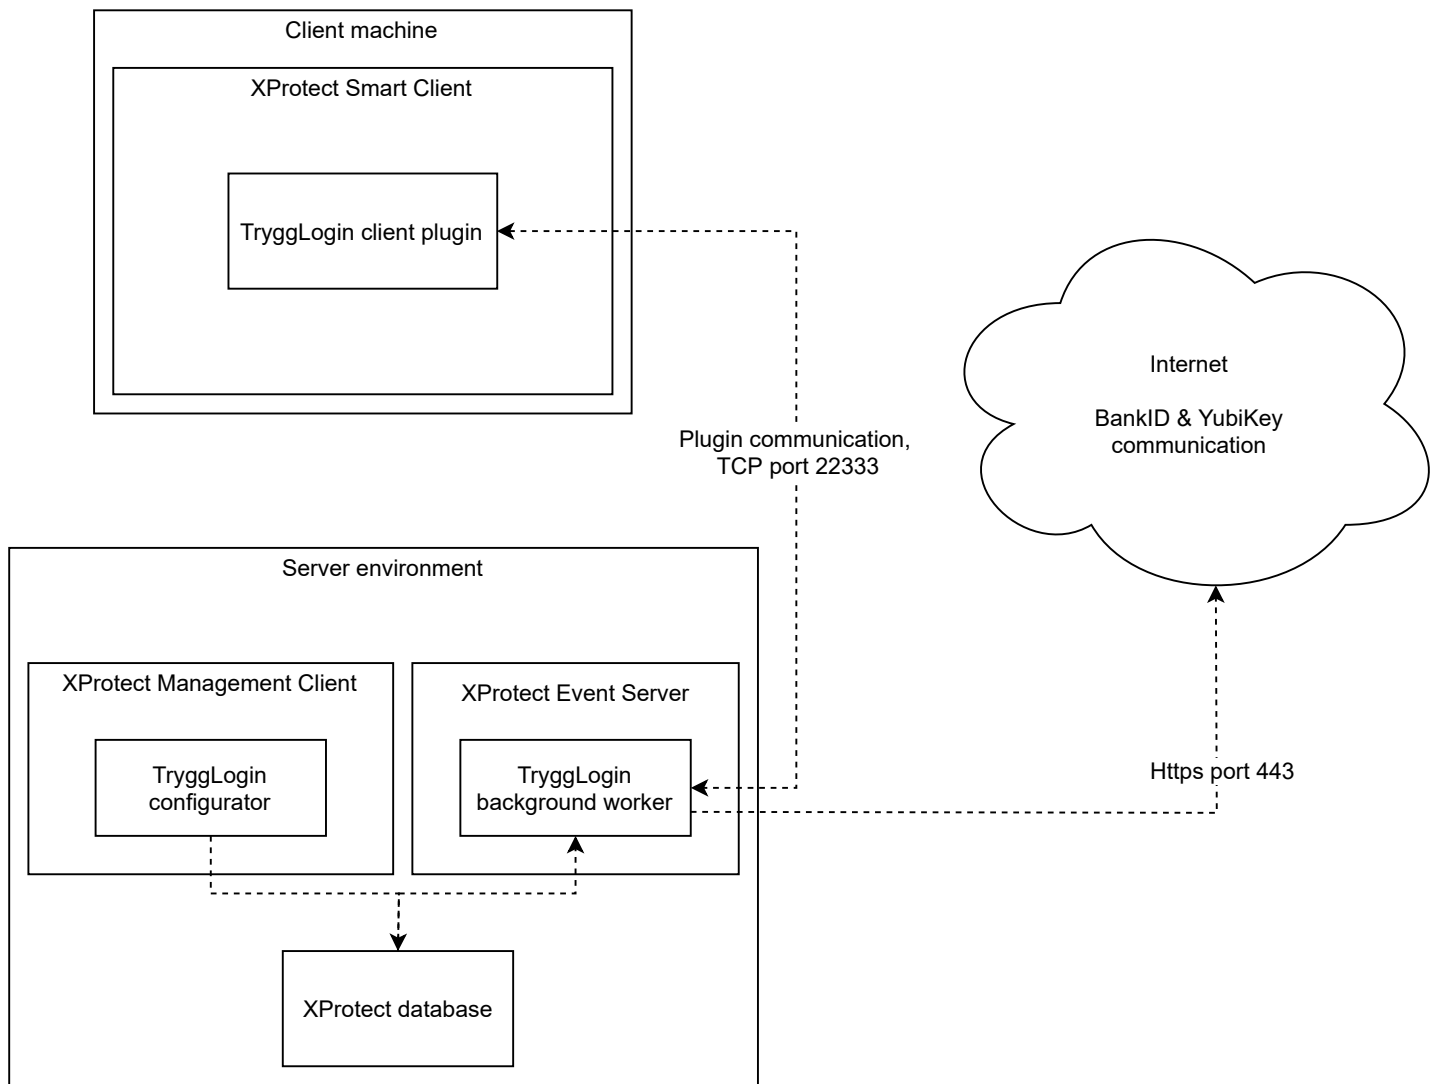 Client machine
XProtect Smart Client
TryggLogin client plugin
Internet
BankID & YubiKey
communication
Plugin communication,
TCP port 22333
Server environment
XProtect Management Client
XProtect Event Server
TryggLogin
configurator
TryggLogin
background worker
Https port 443
XProtect database